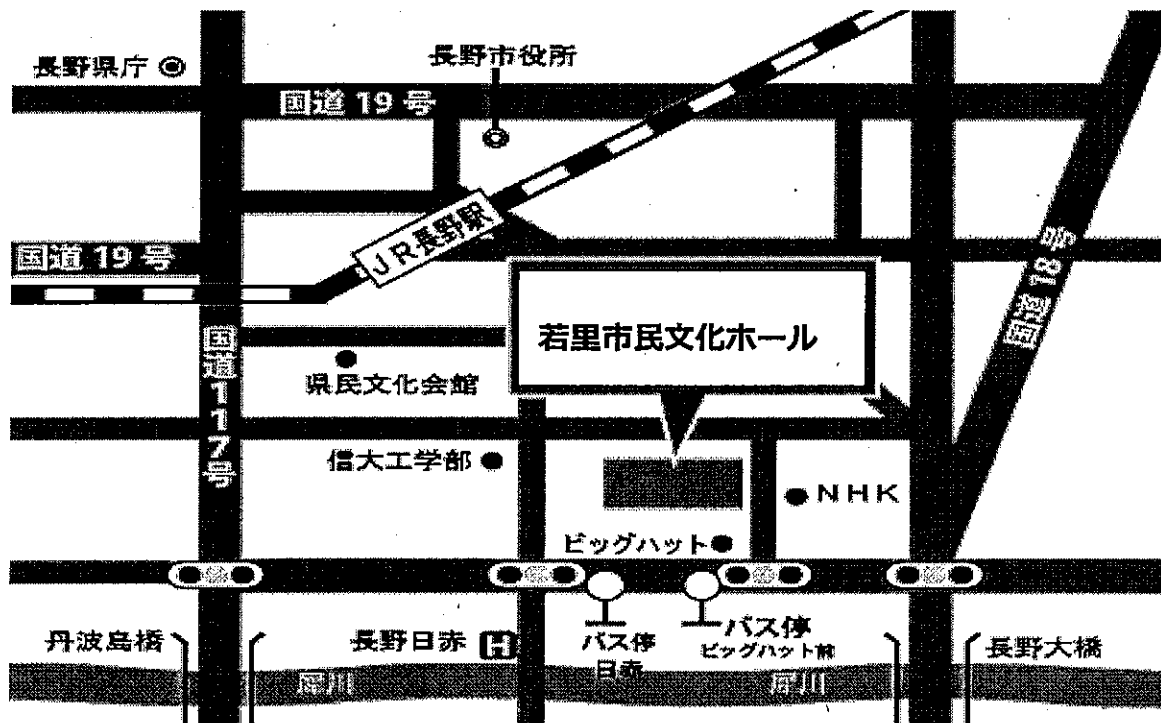 長野県庁
長野市役所
国道19号
JR長野駅
国道19号
国道18号
若里市民文化ホール
国道117号
県民文化会館
信大工学部
NHK
ビッグハット
丹波島橋
長野日赤 H
バス停
日赤
バス停
ビッグハット前
長野大橋
犀川
犀川